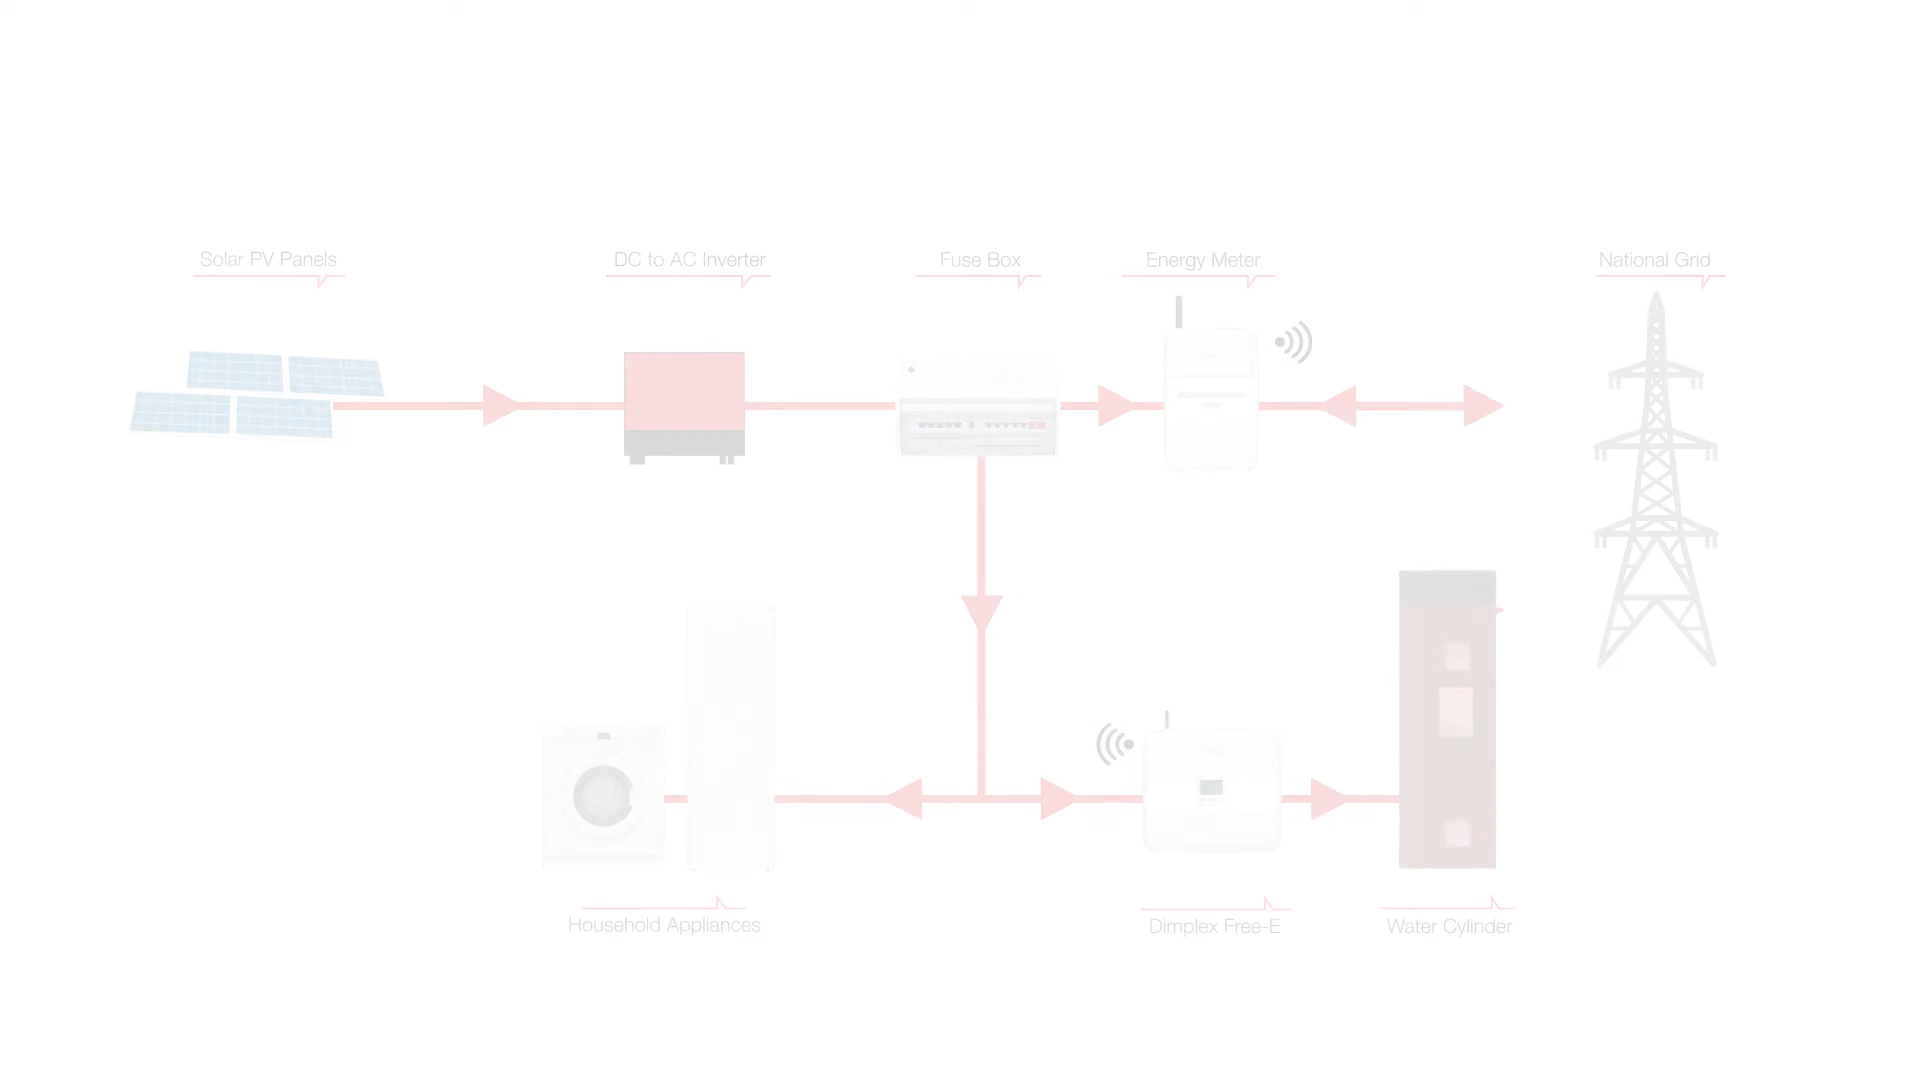 Solar PV Panels
DC to AC Inverter
Fuse Box
Energy Meter
National Grid
Household Appliances
Dimplex Free-E
Water Cylinder